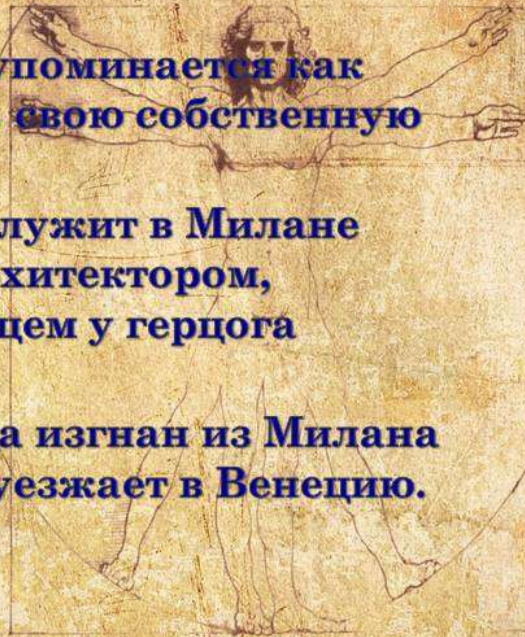 упоминается как
свою собственную
лужит в Милане
хитектором,
цем у герцога
а изгнан из Милана
уезжает в Венецию.